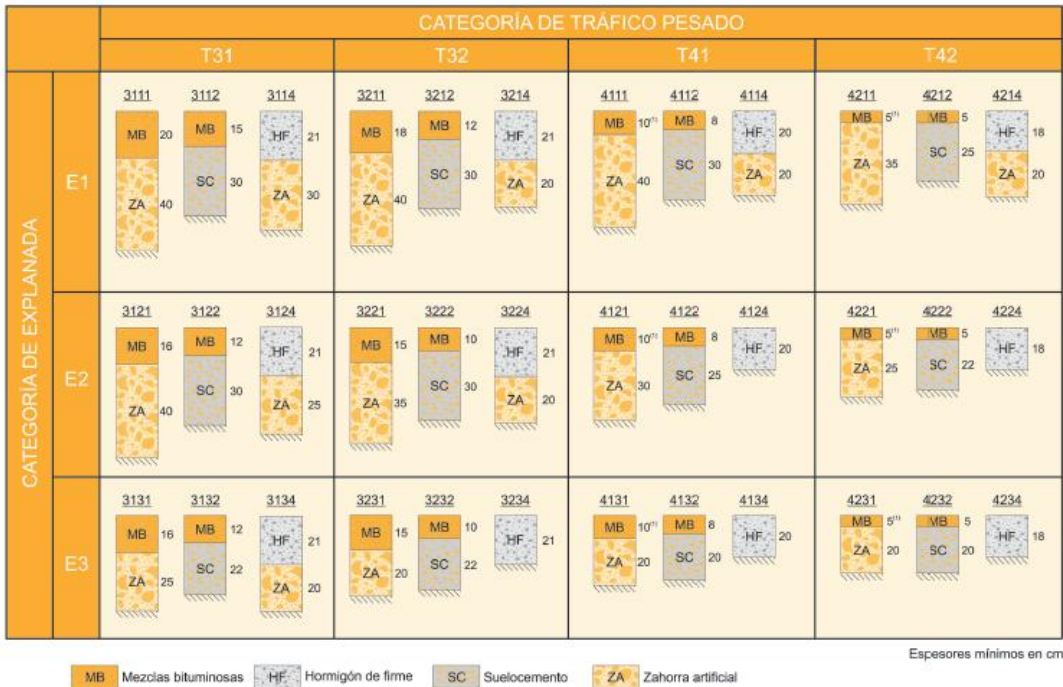 CATEGORÍA DE TRÁFICO PESADO
T31 T32 T41 T42
CATEGORÍA DE EXPLANADA
E1
3111 3112 3114 3211 3212 3214 4111 4112 4114 4211 4212 4214
MB 20 MB 15 HF 21 MB 18 MB 12 HF 21 MB 10(1) MB 8 HF 20 MB 5(1) MB 5 HF 18
ZA 40 SC 30 ZA 30 ZA 40 SC 30 ZA 20 ZA 40 SC 30 ZA 20 ZA 35 SC 25 ZA 20
E2
3121 3122 3124 3221 3222 3224 4121 4122 4124 4221 4222 4224
MB 16 MB 12 HF 21 MB 15 MB 10 HF 21 MB 10(1) MB 8 HF 20 MB 5(1) MB 5 HF 18
ZA 40 SC 30 ZA 25 ZA 35 SC 30 ZA 20 ZA 30 SC 25 ZA 25 SC 22
E3
3131 3132 3134 3231 3232 3234 4131 4132 4134 4231 4232 4234
MB 16 MB 12 HF 21 MB 15 MB 10 HF 21 MB 10(1) MB 8 HF 20 MB 5(1) MB 5 HF 18
ZA 25 SC 22 ZA 20 ZA 20 SC 22 ZA 20 SC 20 ZA 20 SC 20
Espesores mínimos en cm
MB Mezclas bituminosas HF Hormigón de firme SC Suelocemento ZA Zahorra artificial